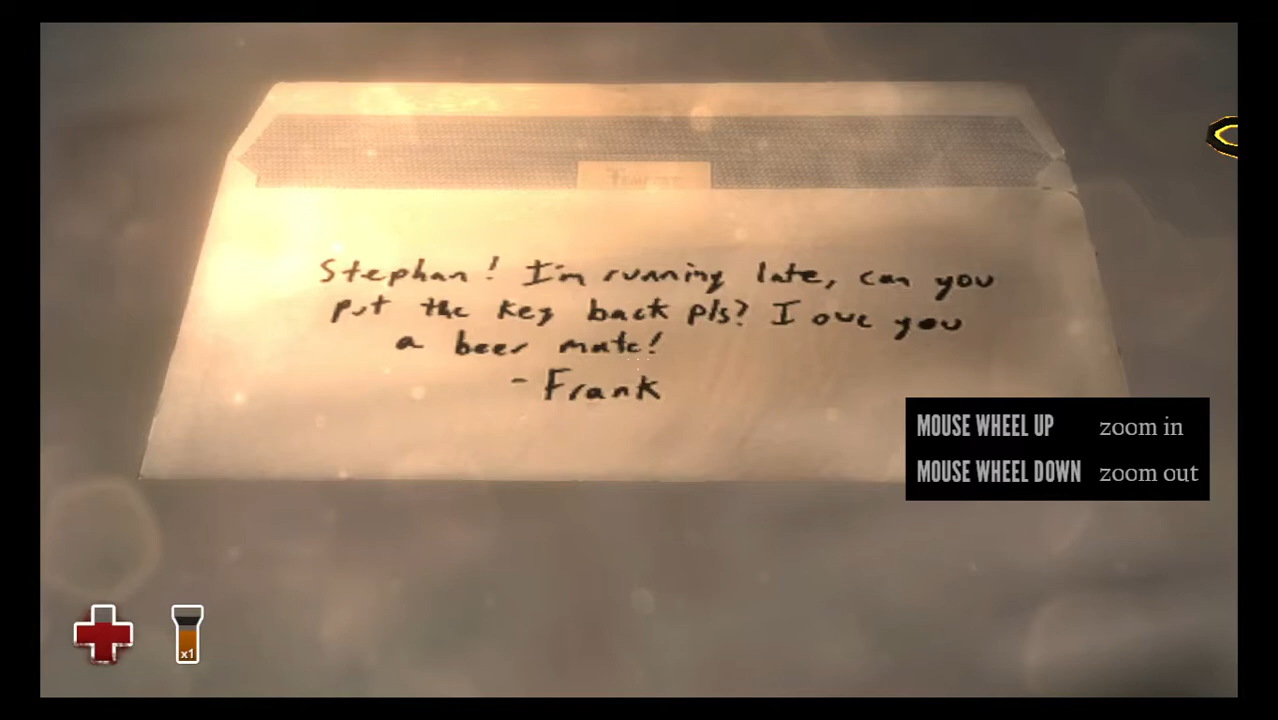 Stephan! I'm running late, can you
put the key back pls? I owe you
a beer mate!
- Frank
MOUSE WHEEL UP zoom in
MOUSE WHEEL DOWN zoom out
x1